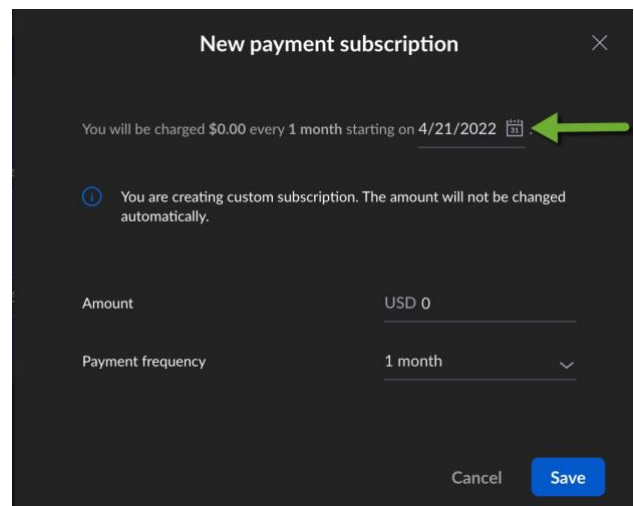 New payment subscription
You will be charged $0.00 every 1 month starting on 4/21/2022 31 .
You are creating custom subscription. The amount will not be changed
automatically.
Amount USD 0
Payment frequency 1 month
Cancel Save